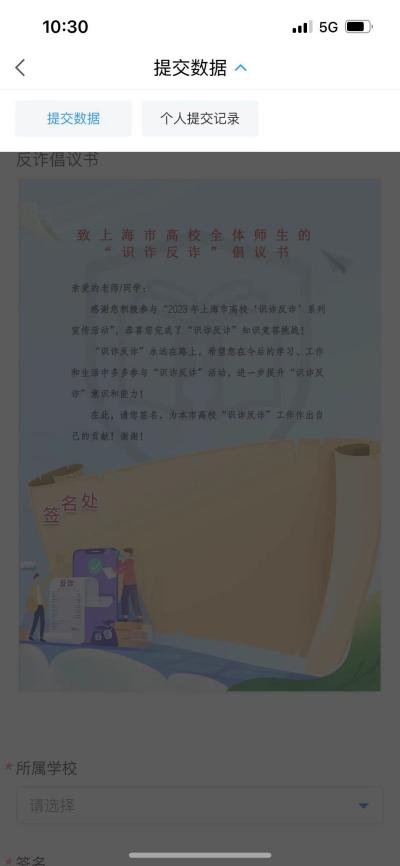 10:30
5G
提交数据
提交数据
个人提交记录
反诈倡议书
致上海市高校全体师生的
“识诈反诈”倡议书
亲爱的老师/同学:
感谢您积极参与“2023年上海市高校‘识诈反诈’系列
宣传活动”,恭喜您完成了“识诈反诈”知识竞答挑战!
“识诈反诈”永远在路上,希望您在今后的学习、工作
和生活中多多参与“识诈反诈”活动,进一步提升“识诈反
诈”意识和能力!
在此,请您签名,为本市高校“识诈反诈”工作作出自
己的贡献!谢谢!
签名处
反诈
*所属学校
请选择
*签名